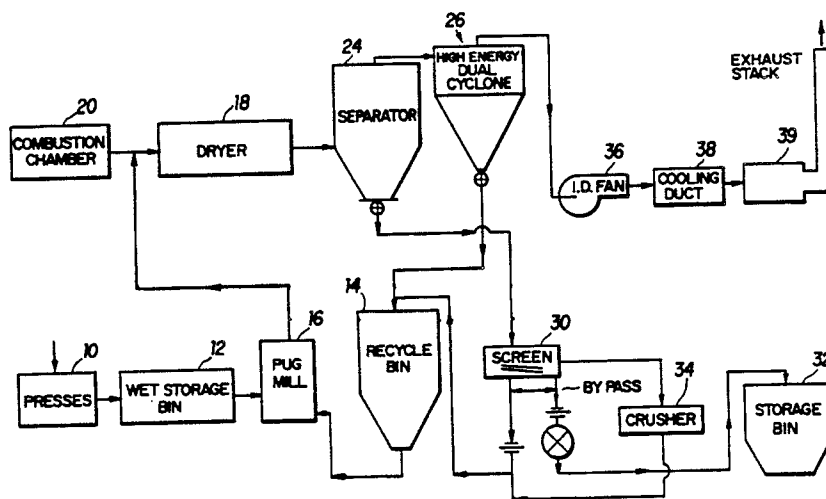 26
24
HIGH ENERGY
DUAL
CYCLONE
EXHAUST
STACK
20
18
SEPARATOR
COMBUSTION
CHAMBER
DRYER
36
38
39
I.D. FAN
COOLING
DUCT
14
16
30
32
10
12
RECYCLE
BIN
SCREEN
34
PUG
MILL
BY PASS
PRESSES
WET STORAGE
BIN
CRUSHER
STORAGE
BIN